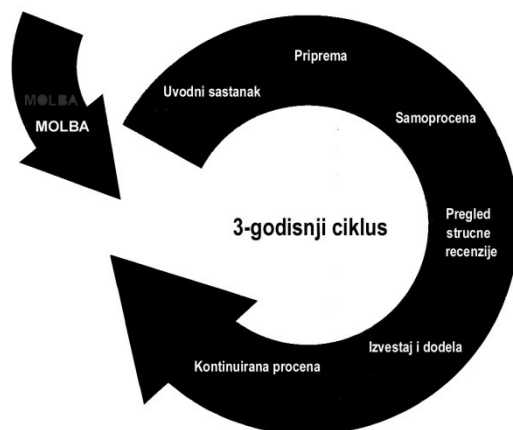 MOLBA
MOLBA
Uvodni sastanak
Priprema
Samoprocena
Pregled
strucne
recenzije
Izvestaj i dodela
Kontinuirana procena
3-godisnji ciklus